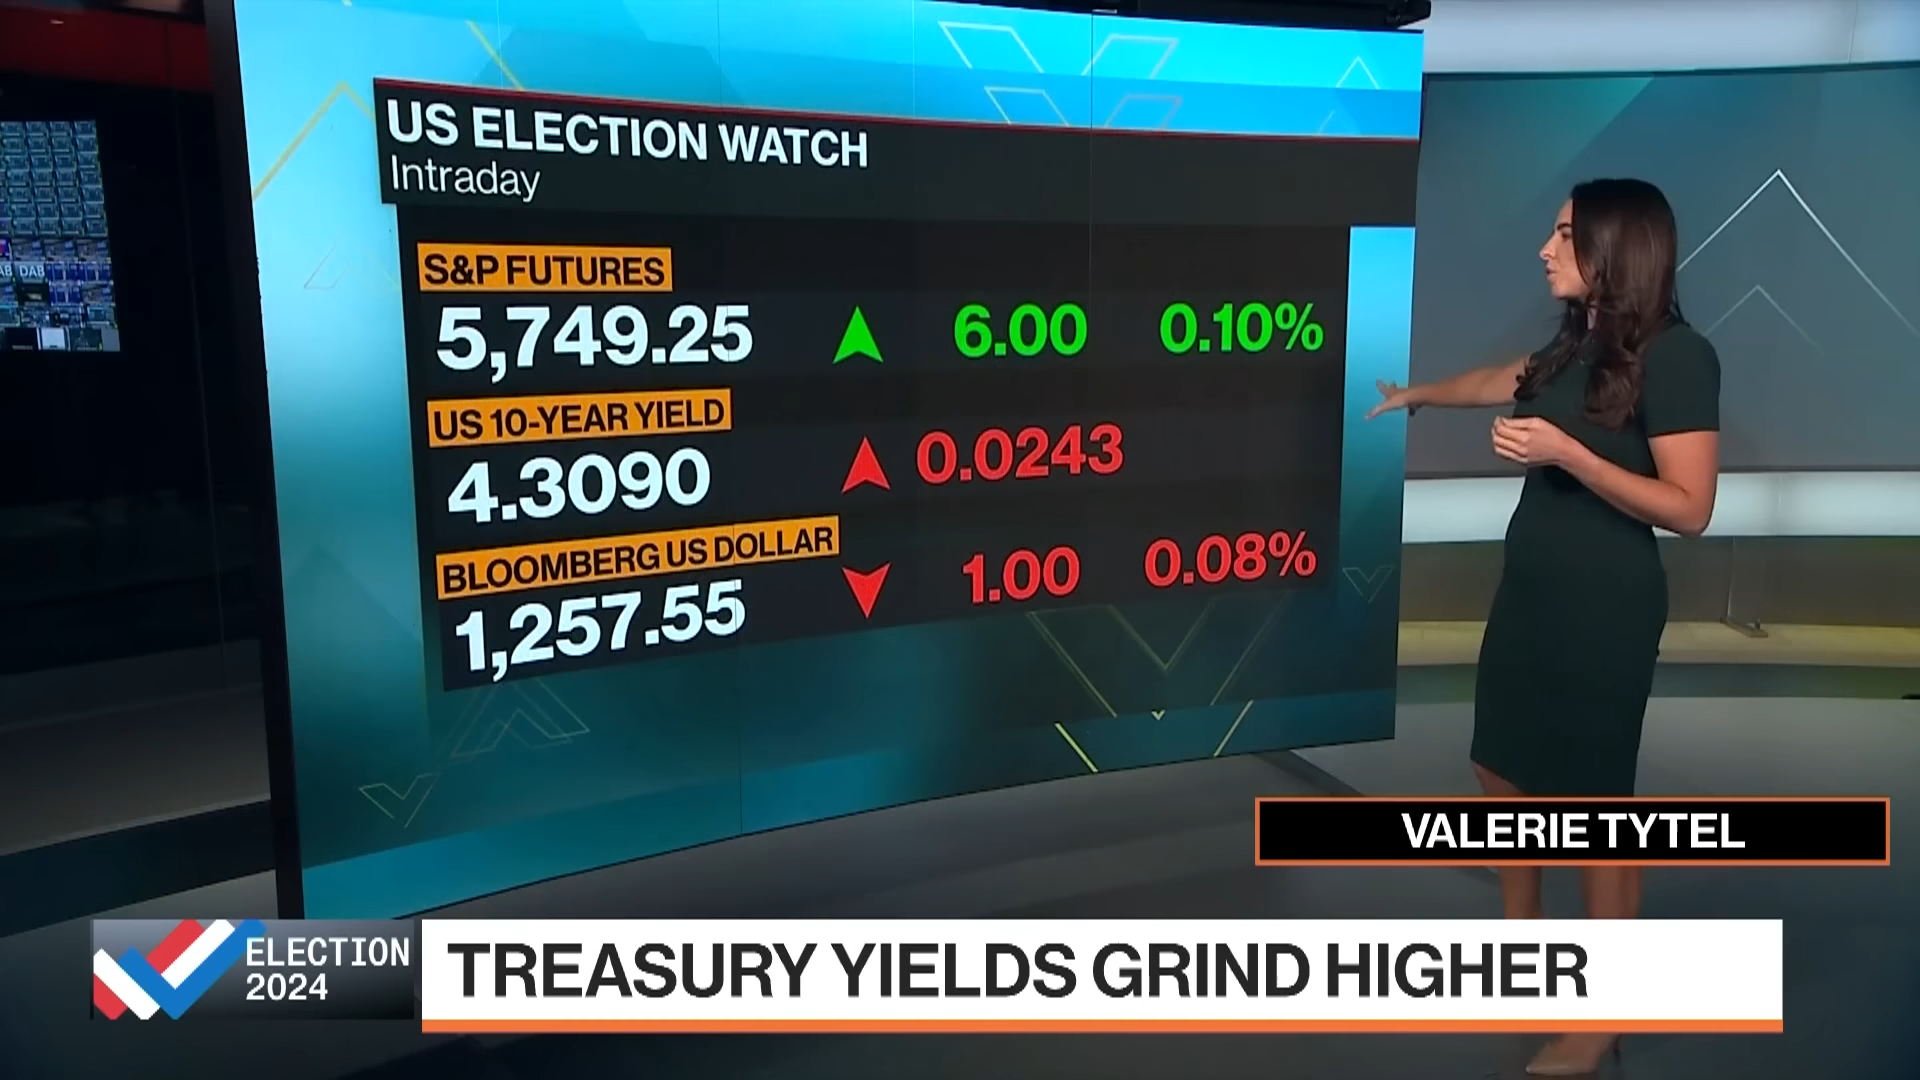 US ELECTION WATCH
Intraday
S&P FUTURES
5,749.25 ▲ 6.00 0.10%
US 10-YEAR YIELD
4.3090 ▲ 0.0243
BLOOMBERG US DOLLAR
1,257.55 ▼ 1.00 0.08%
DAB
VALERIE TYTEL
ELECTION
2024
TREASURY YIELDS GRIND HIGHER